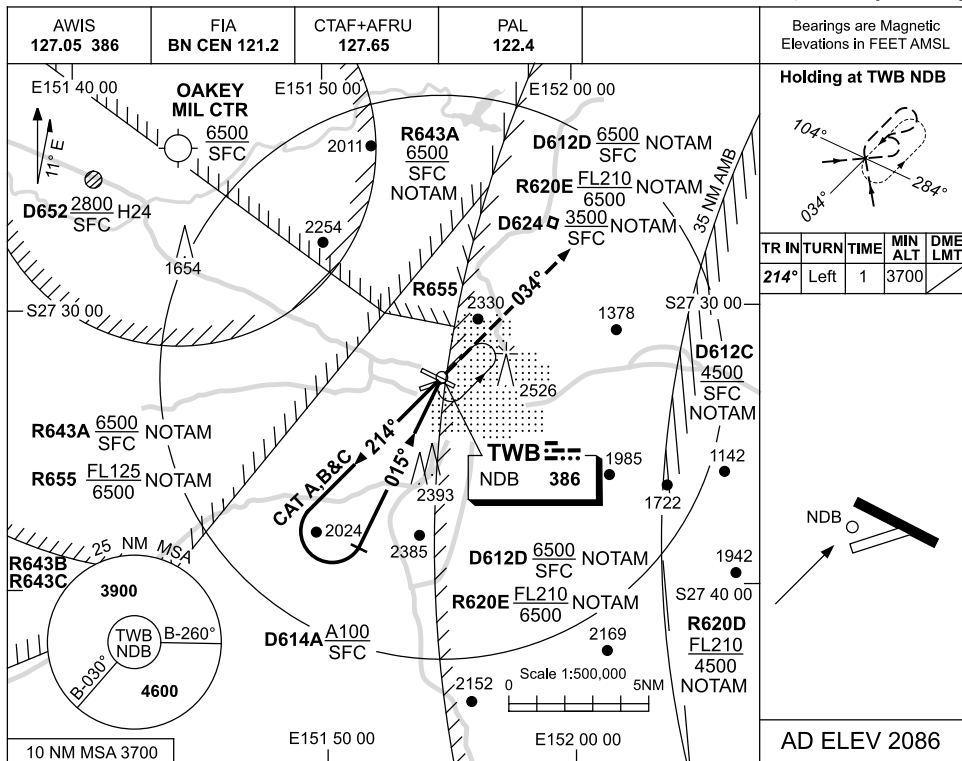 AWIS
127.05 386
FIA
BN CEN 121.2
CTAF+AFRU
127.65
PAL
122.4
Bearings are Magnetic
Elevations in FEET AMSL
E151 40 00
E151 50 00
E152 00 00
OAKEY
MIL CTR
6500
SFC
11° E
D652 2800
SFC H24
1654
2254
2011
R643A
6500
SFC
NOTAM
D612D 6500
SFC NOTAM
R620E FL210
6500 NOTAM
D624 3500
SFC NOTAM
35 NM AMB
R655
034°
S27 30 00
S27 30 00
2330
1378
2526
D612C
4500
SFC
NOTAM
R643A 6500
SFC NOTAM
R655 FL125
6500 NOTAM
CAT A,B&C
214°
015°
TWB
NDB 386
2393
2024
2385
1985
1722
1142
1942
R643B
R643C
25 NM MSA
3900
TWB
NDB
B-260°
B-030°
4600
10 NM MSA 3700
D614A A100
SFC
D612D 6500
SFC NOTAM
R620E FL210
6500 NOTAM
S27 40 00
R620D
FL210
4500
NOTAM
2169
2152
Scale 1:500,000
0 5NM
E151 50 00
E152 00 00
Holding at TWB NDB
104°
284°
034°
TR IN TURN TIME MIN ALT DME LMT
214° Left 1 3700
NDB
AD ELEV 2086